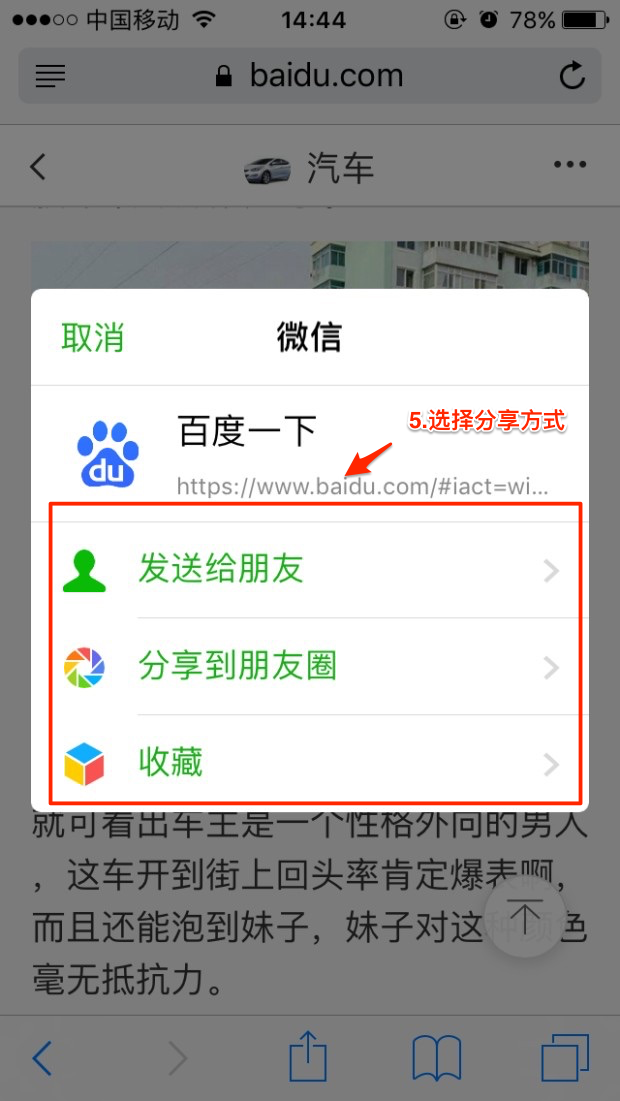 中国移动 14:44 78%
baidu.com
汽车
取消 微信
百度一下
5.选择分享方式
https://www.baidu.com/#iact=wi...
du
发送给朋友
分享到朋友圈
收藏
就可看出车主是一个性格外向的男人
，这车开到街上回头率肯定爆表啊，
而且还能泡到妹子，妹子对这种颜色
毫无抵抗力。